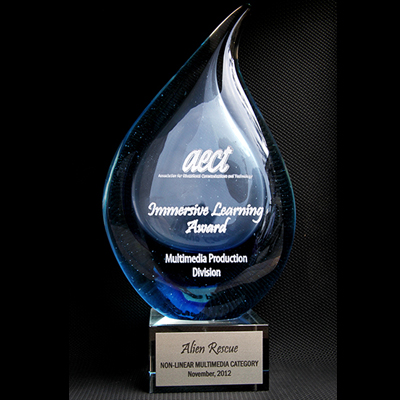 aect
Association for Educational Communications and Technology
Immersive Learning
Award
Multimedia Production
Division
Alien Rescue
NON-LINEAR MULTIMEDIA CATEGORY
November, 2012